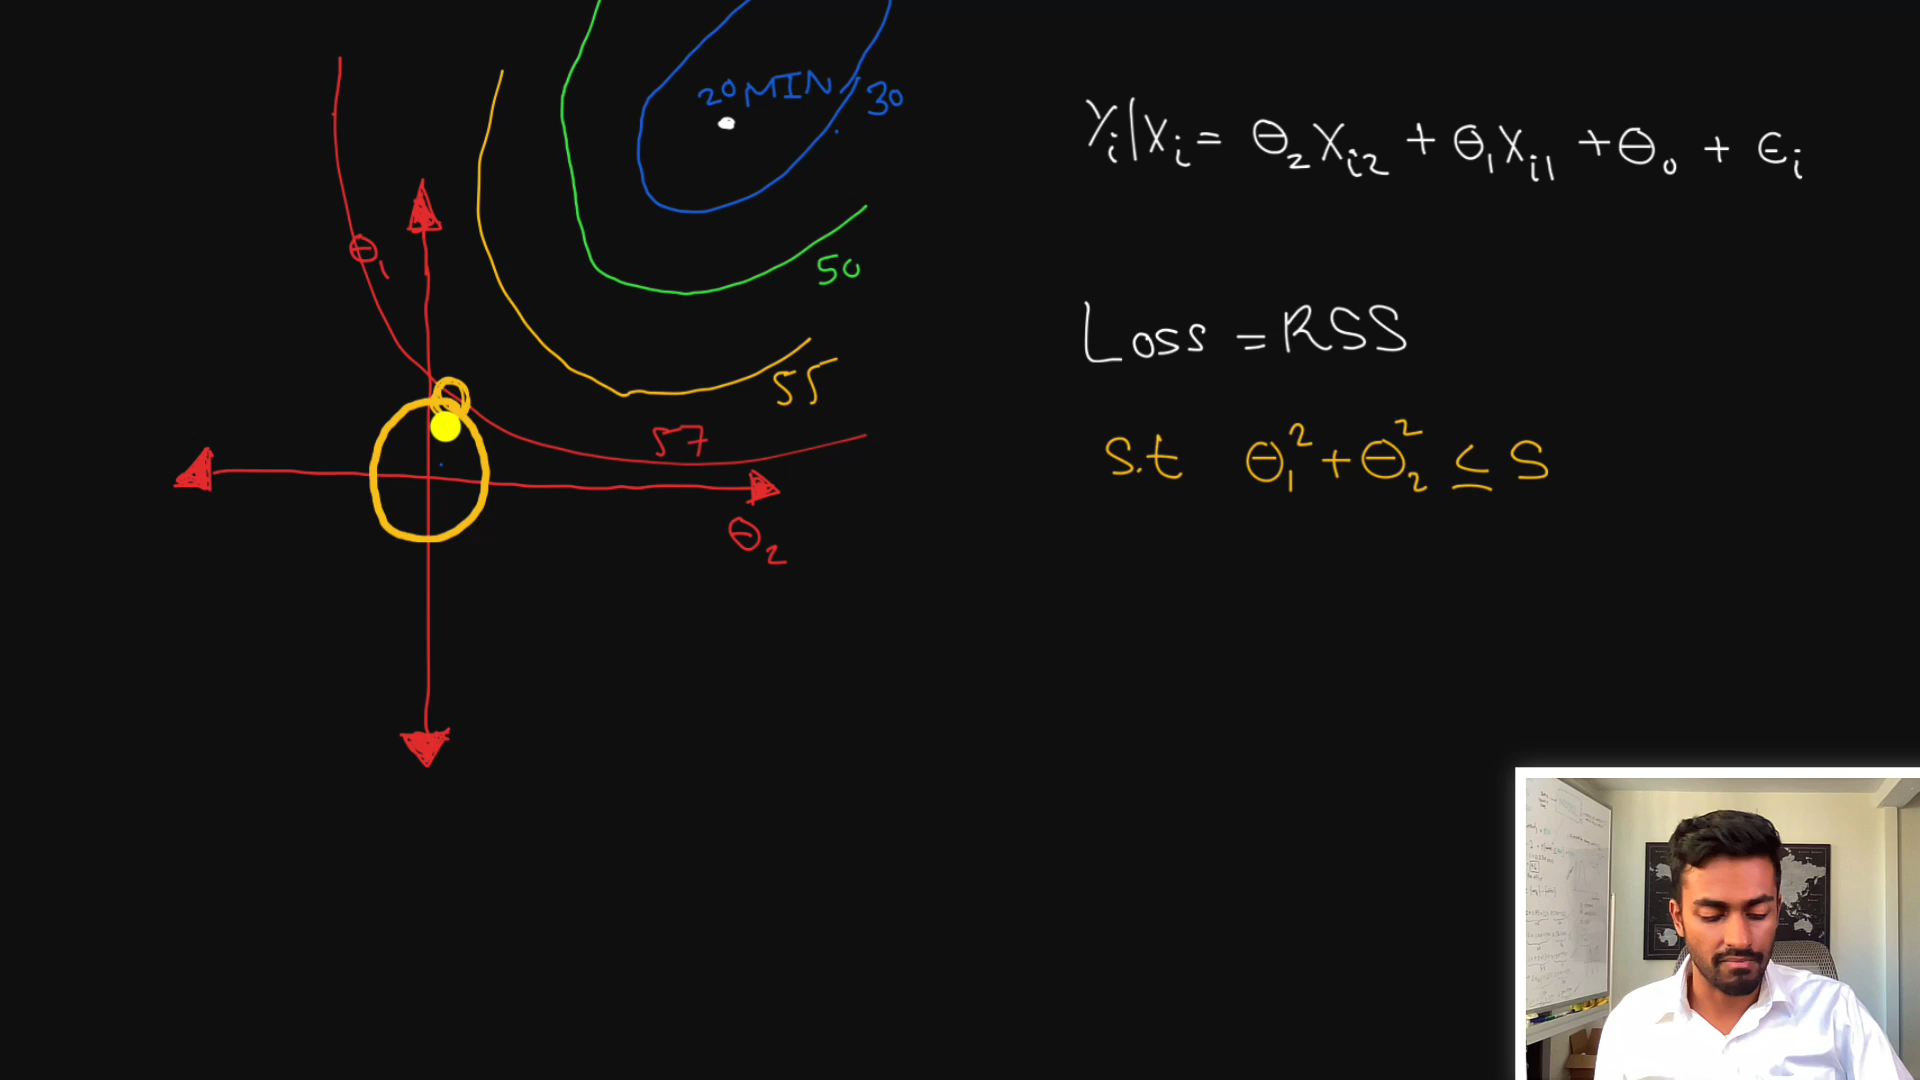 20 MIN
30
Yᵢ|Xᵢ = θ₂Xᵢ₂ + θ₁Xᵢ₁ + θ₀ + ϵᵢ
θ₁
50
Loss = RSS
55
57
s.t θ₁² + θ₂² ≤ S
θ₂